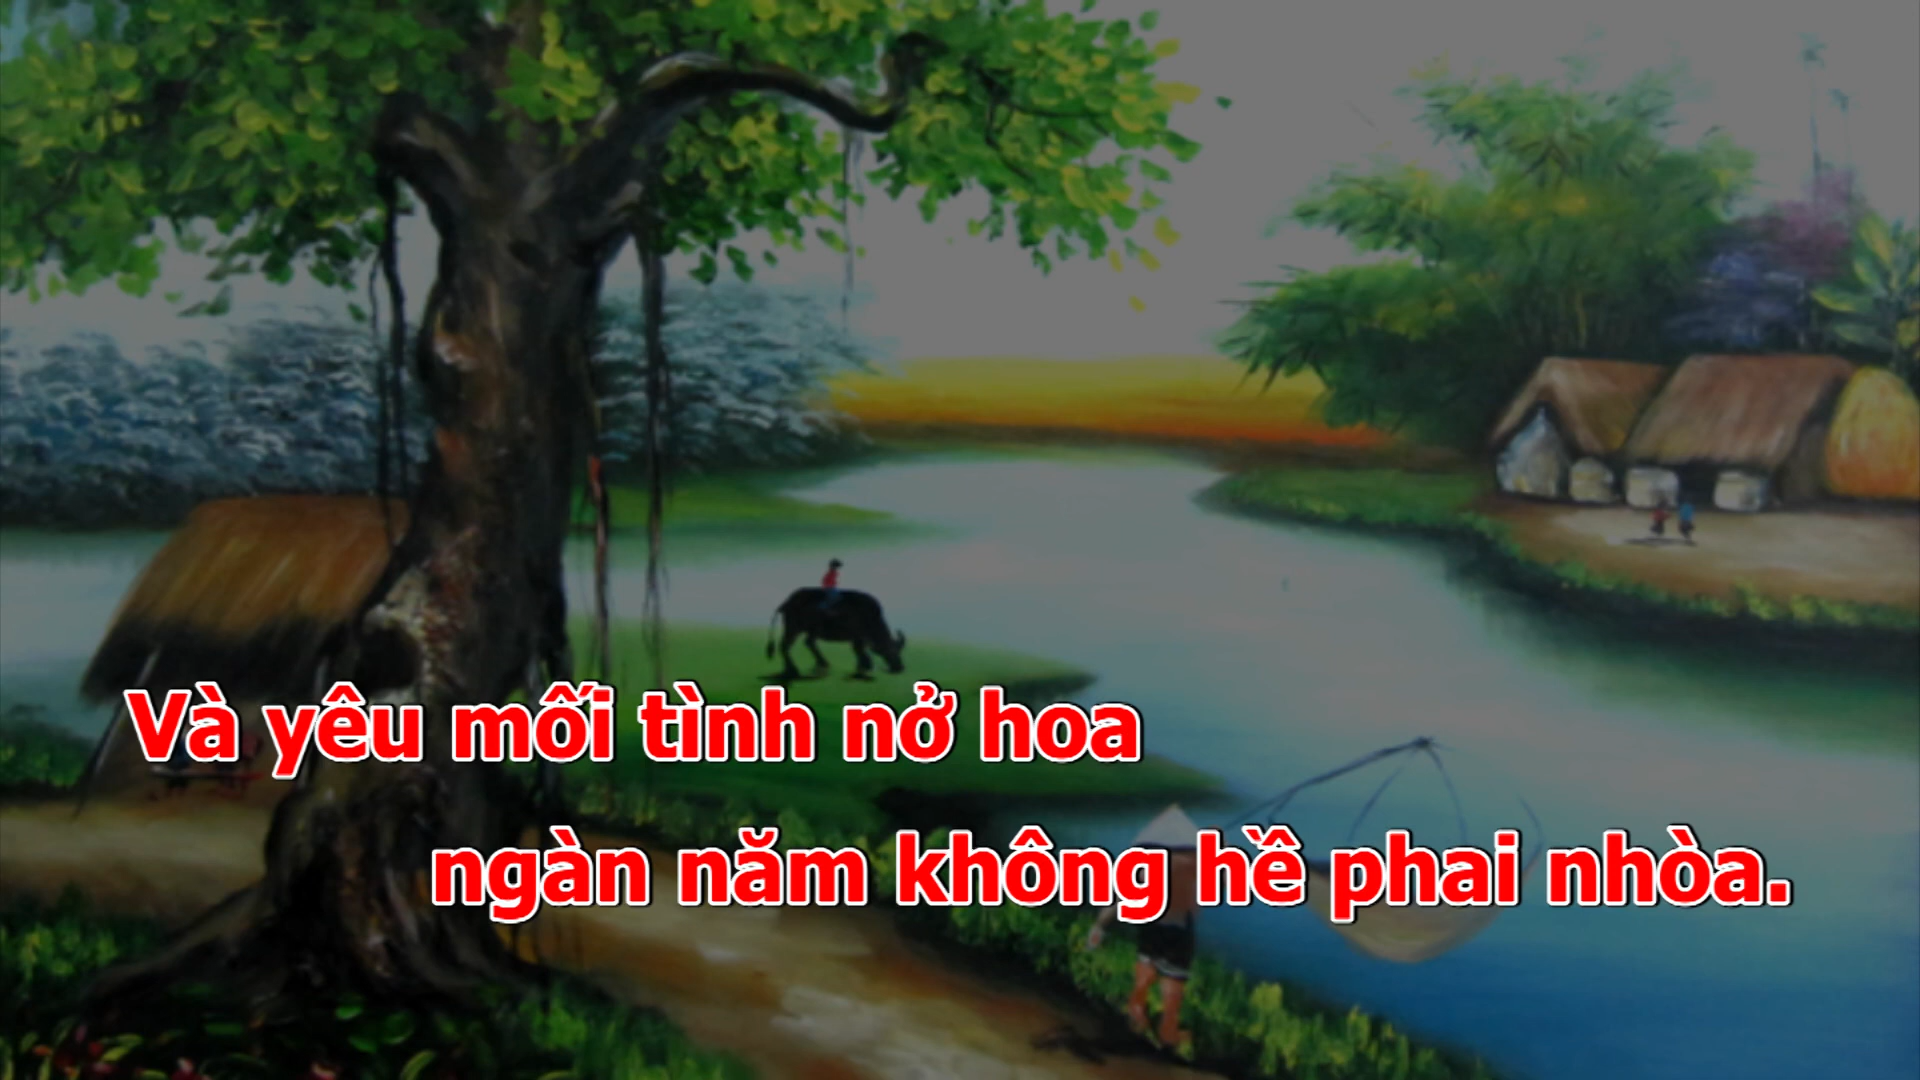 Và yêu mối tình nở hoa
ngàn năm không hề phai nhòa.